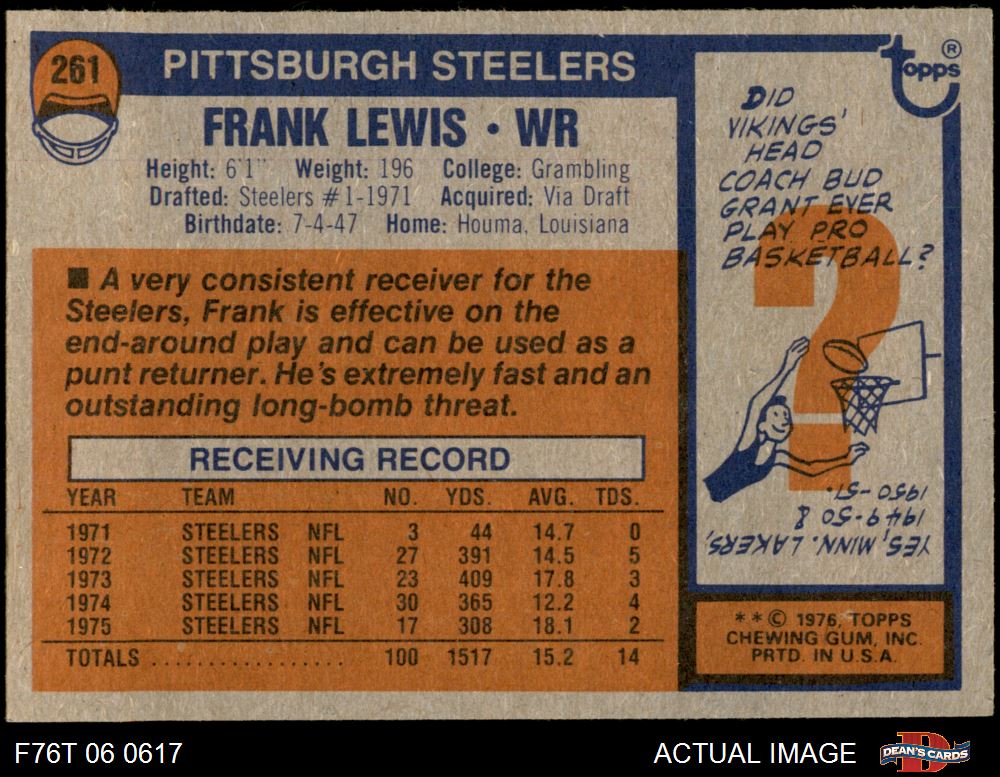 261
PITTSBURGH STEELERS
FRANK LEWIS • WR
Height: 6'1" Weight: 196 College: Grambling
Drafted: Steelers #1-1971 Acquired: Via Draft
Birthdate: 7-4-47 Home: Houma, Louisiana
■ A very consistent receiver for the
Steelers, Frank is effective on the
end-around play and can be used as a
punt returner. He's extremely fast and an
outstanding long-bomb threat.
RECEIVING RECORD
YEAR TEAM NO. YDS. AVG. TDS.
1971 STEELERS NFL 3 44 14.7 0
1972 STEELERS NFL 27 391 14.5 5
1973 STEELERS NFL 23 409 17.8 3
1974 STEELERS NFL 30 365 12.2 4
1975 STEELERS NFL 17 308 18.1 2
TOTALS .................. 100 1517 15.2 14
topps ®
DID
VIKINGS'
HEAD
COACH BUD
GRANT EVER
PLAY PRO
BASKETBALL?
?
YES, MINN. LAKERS,
1949-50 &
1950-51.
** © 1976, TOPPS
CHEWING GUM, INC.
PRTD. IN U.S.A.
F76T 06 0617
ACTUAL IMAGE
D
DEAN'S CARDS